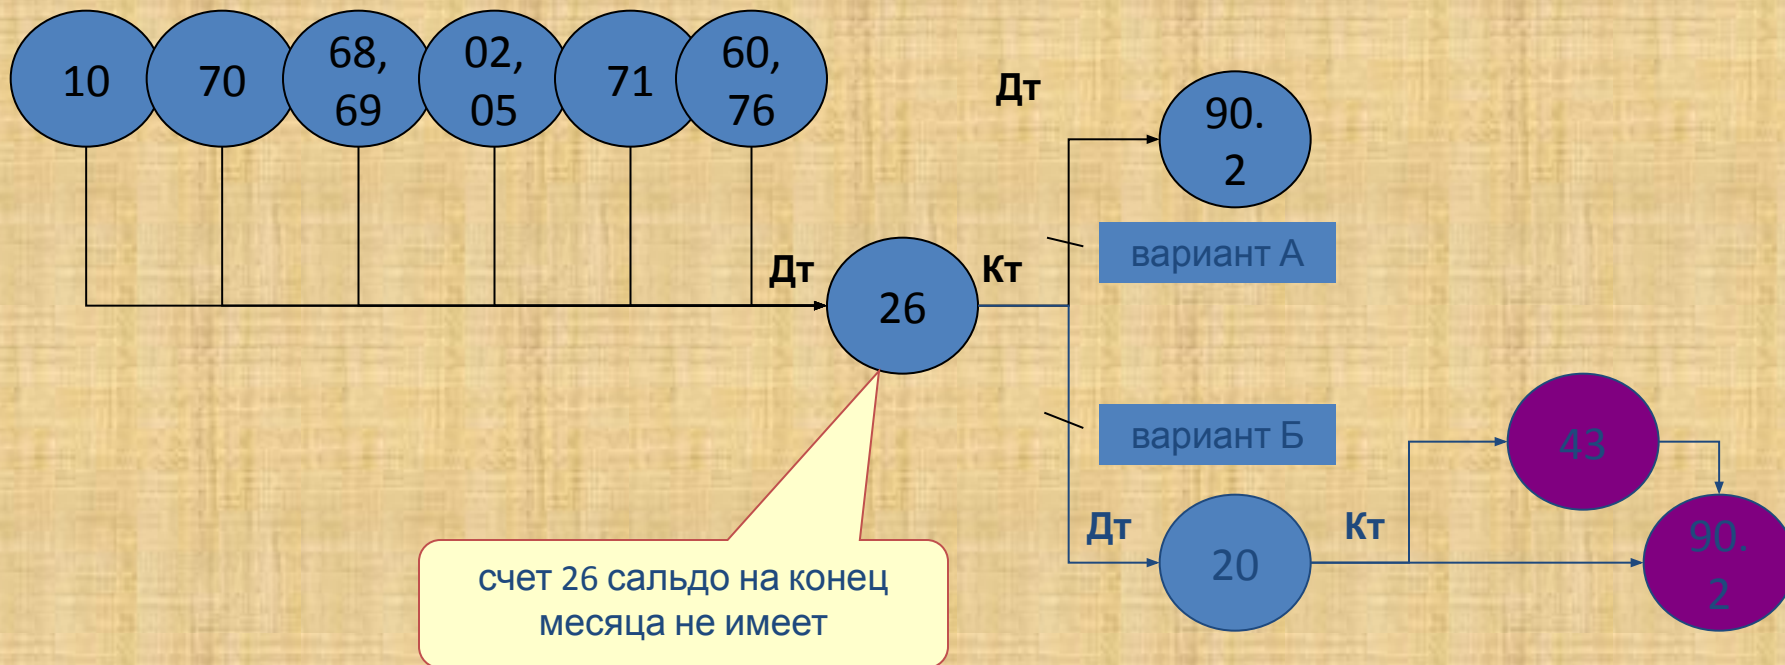 10
70
68,
69
02,
05
71
60,
76
Дт
90.
2
вариант А
Дт
Кт
26
вариант Б
43
Дт
20
Кт
90.
2
счет 26 сальдо на конец
месяца не имеет